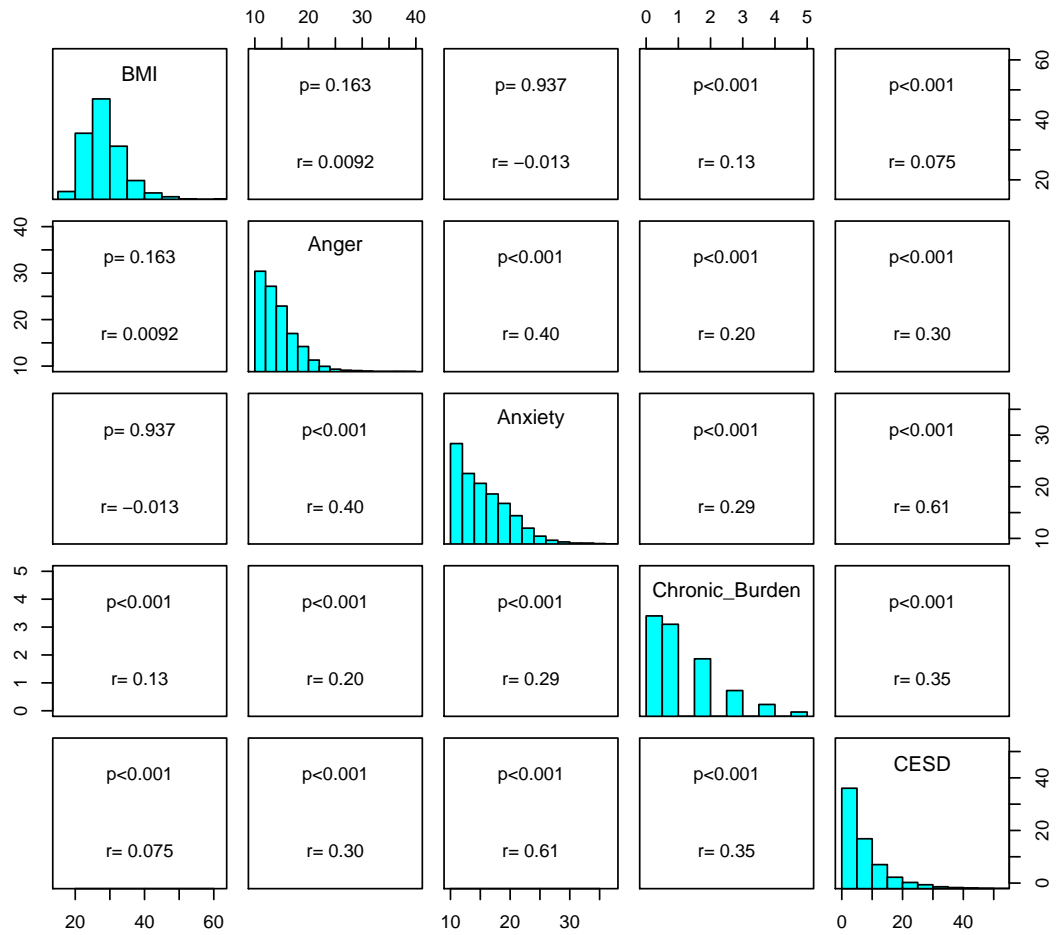 10 20 30 40 0 1 2 3 4 5
BMI p= 0.163 p= 0.937 p<0.001 p<0.001 60
40
r= 0.0092 r= −0.013 r= 0.13 r= 0.075
20
40 p= 0.163 Anger p<0.001 p<0.001 p<0.001
30
20 r= 0.0092 r= 0.40 r= 0.20 r= 0.30
10
p= 0.937 p<0.001 Anxiety p<0.001 p<0.001 30
20
r= −0.013 r= 0.40 r= 0.29 r= 0.61
10
5
4 p<0.001 p<0.001 p<0.001 Chronic_Burden p<0.001
3
2
1 r= 0.13 r= 0.20 r= 0.29 r= 0.35
0
p<0.001 p<0.001 p<0.001 p<0.001 CESD 40
20
r= 0.075 r= 0.30 r= 0.61 r= 0.35
0
20 40 60 10 20 30 0 20 40